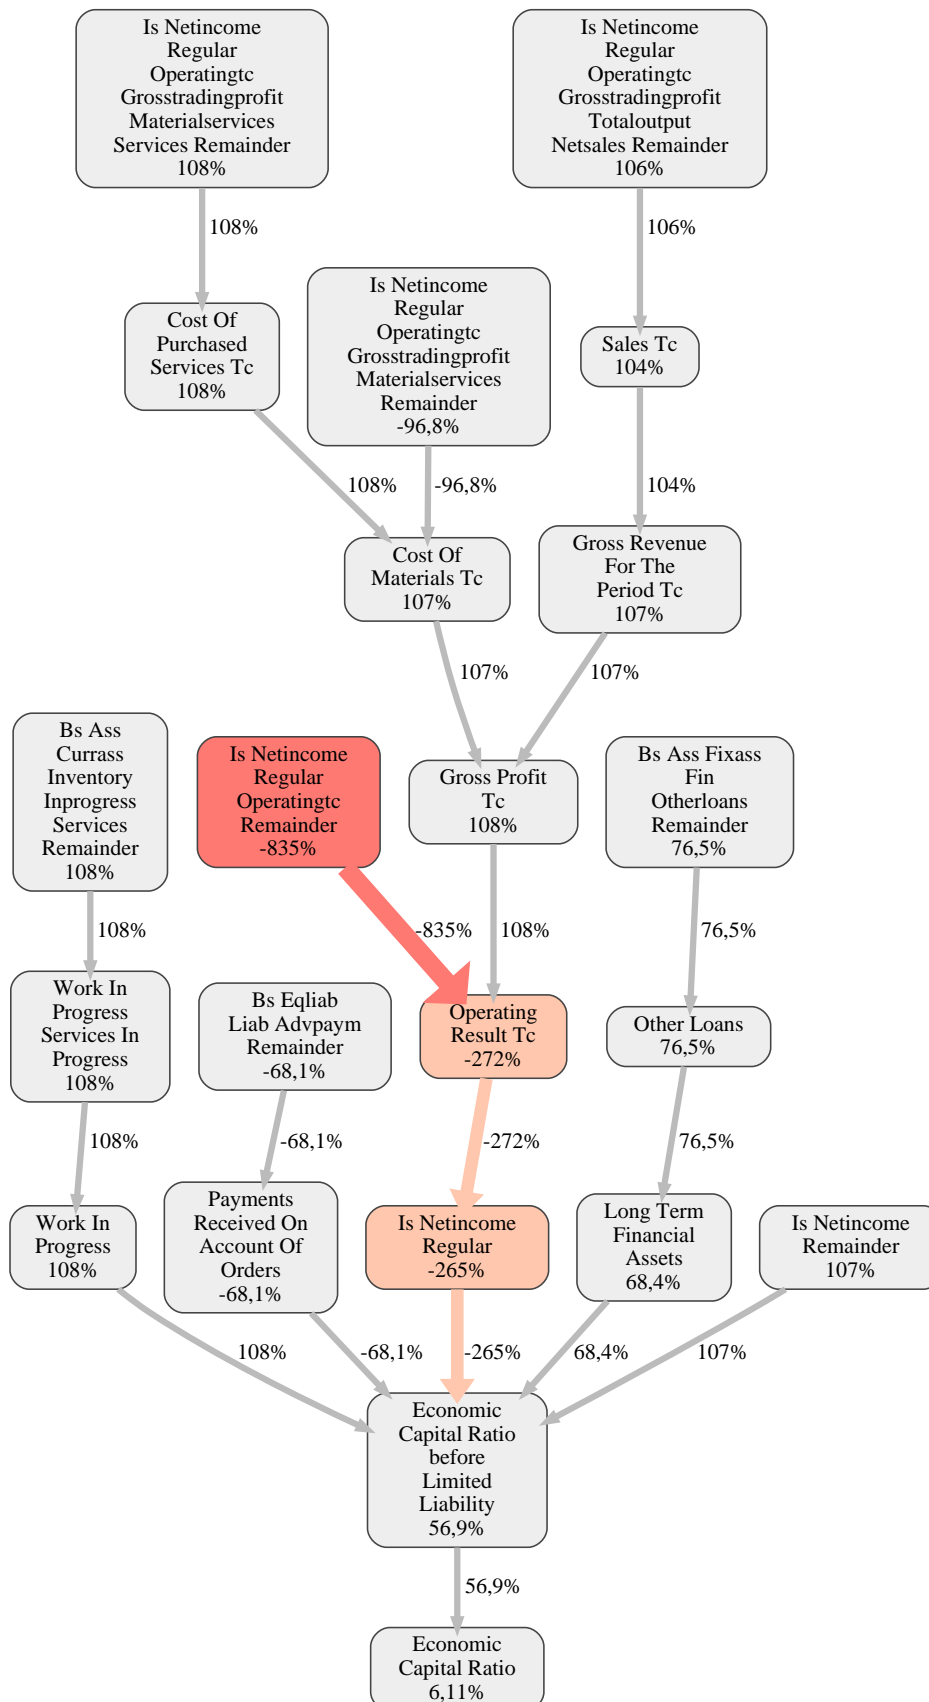 Is Netincome
Regular
Operatingtc
Grosstradingprofit
Materialservices
Services Remainder
108%
Is Netincome
Regular
Operatingtc
Grosstradingprofit
Totaloutput
Netsales Remainder
106%
108%
106%
Cost Of
Purchased
Services Tc
108%
Is Netincome
Regular
Operatingtc
Grosstradingprofit
Materialservices
Remainder
-96,8%
Sales Tc
104%
108%
-96,8%
104%
Cost Of
Materials Tc
107%
Gross Revenue
For The
Period Tc
107%
107%
107%
Bs Ass
Currass
Inventory
Inprogress
Services
Remainder
108%
Is Netincome
Regular
Operatingtc
Remainder
-835%
Gross Profit
Tc
108%
Bs Ass Fixass
Fin
Otherloans
Remainder
76,5%
108%
-835%
108%
76,5%
Work In
Progress
Services In
Progress
108%
Bs Eqliab
Liab Advpaym
Remainder
-68,1%
Operating
Result Tc
-272%
Other Loans
76,5%
108%
-68,1%
-272%
76,5%
Work In
Progress
108%
Payments
Received On
Account Of
Orders
-68,1%
Is Netincome
Regular
-265%
Long Term
Financial
Assets
68,4%
Is Netincome
Remainder
107%
108%
-68,1%
-265%
68,4%
107%
Economic
Capital Ratio
before
Limited
Liability
56,9%
56,9%
Economic
Capital Ratio
6,11%